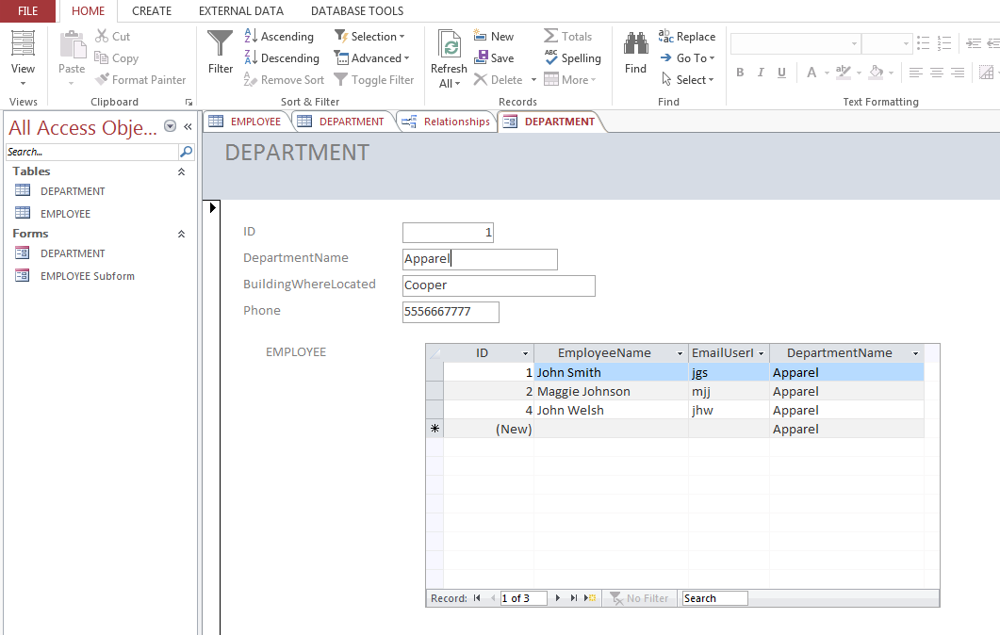 FILE HOME CREATE EXTERNAL DATA DATABASE TOOLS
View
Views
Paste
Cut
Copy
Format Painter
Clipboard
Filter
Ascending
Descending
Remove Sort
Selection
Advanced
Toggle Filter
Sort & Filter
Refresh
All
New
Save
Delete
Totals
Spelling
More
Records
Find
Replace
Go To
Select
Find
B I U A
Text Formatting
All Access Obje...
Search...
Tables
DEPARTMENT
EMPLOYEE
Forms
DEPARTMENT
EMPLOYEE Subform
EMPLOYEE DEPARTMENT Relationships DEPARTMENT
DEPARTMENT
ID 1
DepartmentName Apparel
BuildingWhereLocated Cooper
Phone 5556667777
EMPLOYEE
ID EmployeeName EmailUserI DepartmentName
1 John Smith jgs Apparel
2 Maggie Johnson mjj Apparel
4 John Welsh jhw Apparel
(New) Apparel
Record: 1 of 3 No Filter Search